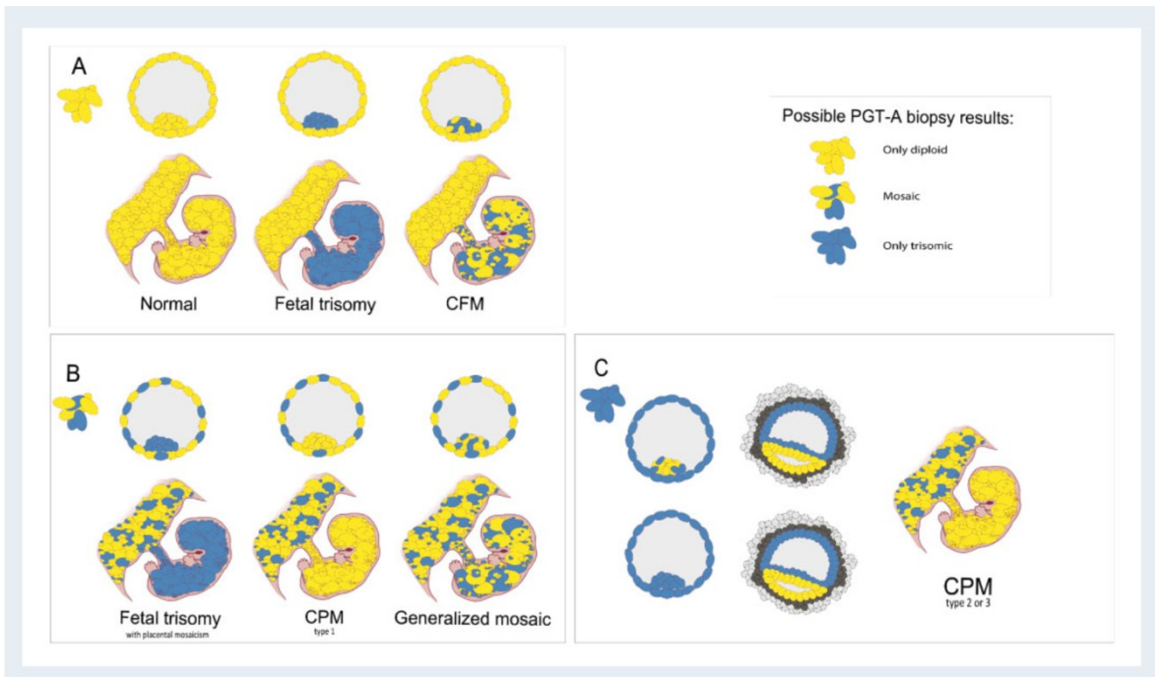 A
Normal
Fetal trisomy
CFM
Possible PGT-A biopsy results:
Only diploid
Mosaic
Only trisomic
B
Fetal trisomy
with placental mosaicism
CPM
type 1
Generalized mosaic
C
CPM
type 2 or 3